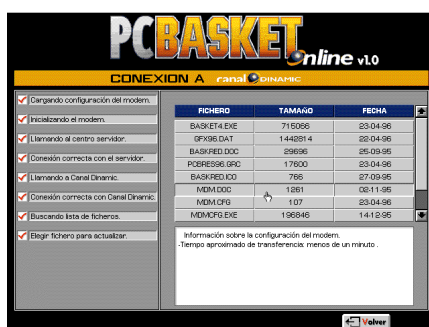 PCBASKET
Online v1.0
CONEXION A canal DINAMIC
Cargando configuración del modem.
Inicializando el modem.
Llamando al centro servidor.
Conexión correcta con el servidor.
Llamando a Canal Dinamic.
Conexión correcta con Canal Dinamic.
Buscando lista de ficheros.
Elegir fichero para actualizar.
FICHERO TAMAÑO FECHA
BASKET4.EXE 715066 23-04-96
GFX96.DAT 1442814 22-04-96
BASKRED.DOC 29696 25-09-95
PCBRES96.GRC 17600 23-04-96
BASKRED.ICO 766 27-09-95
MDM.DOC 1261 02-11-95
MDM.CFG 107 23-04-96
MDMCFG.EXE 196846 14-12-95
Información sobre la configuración del modem.
-Tiempo aproximado de transferencia: menos de un minuto .
Volver